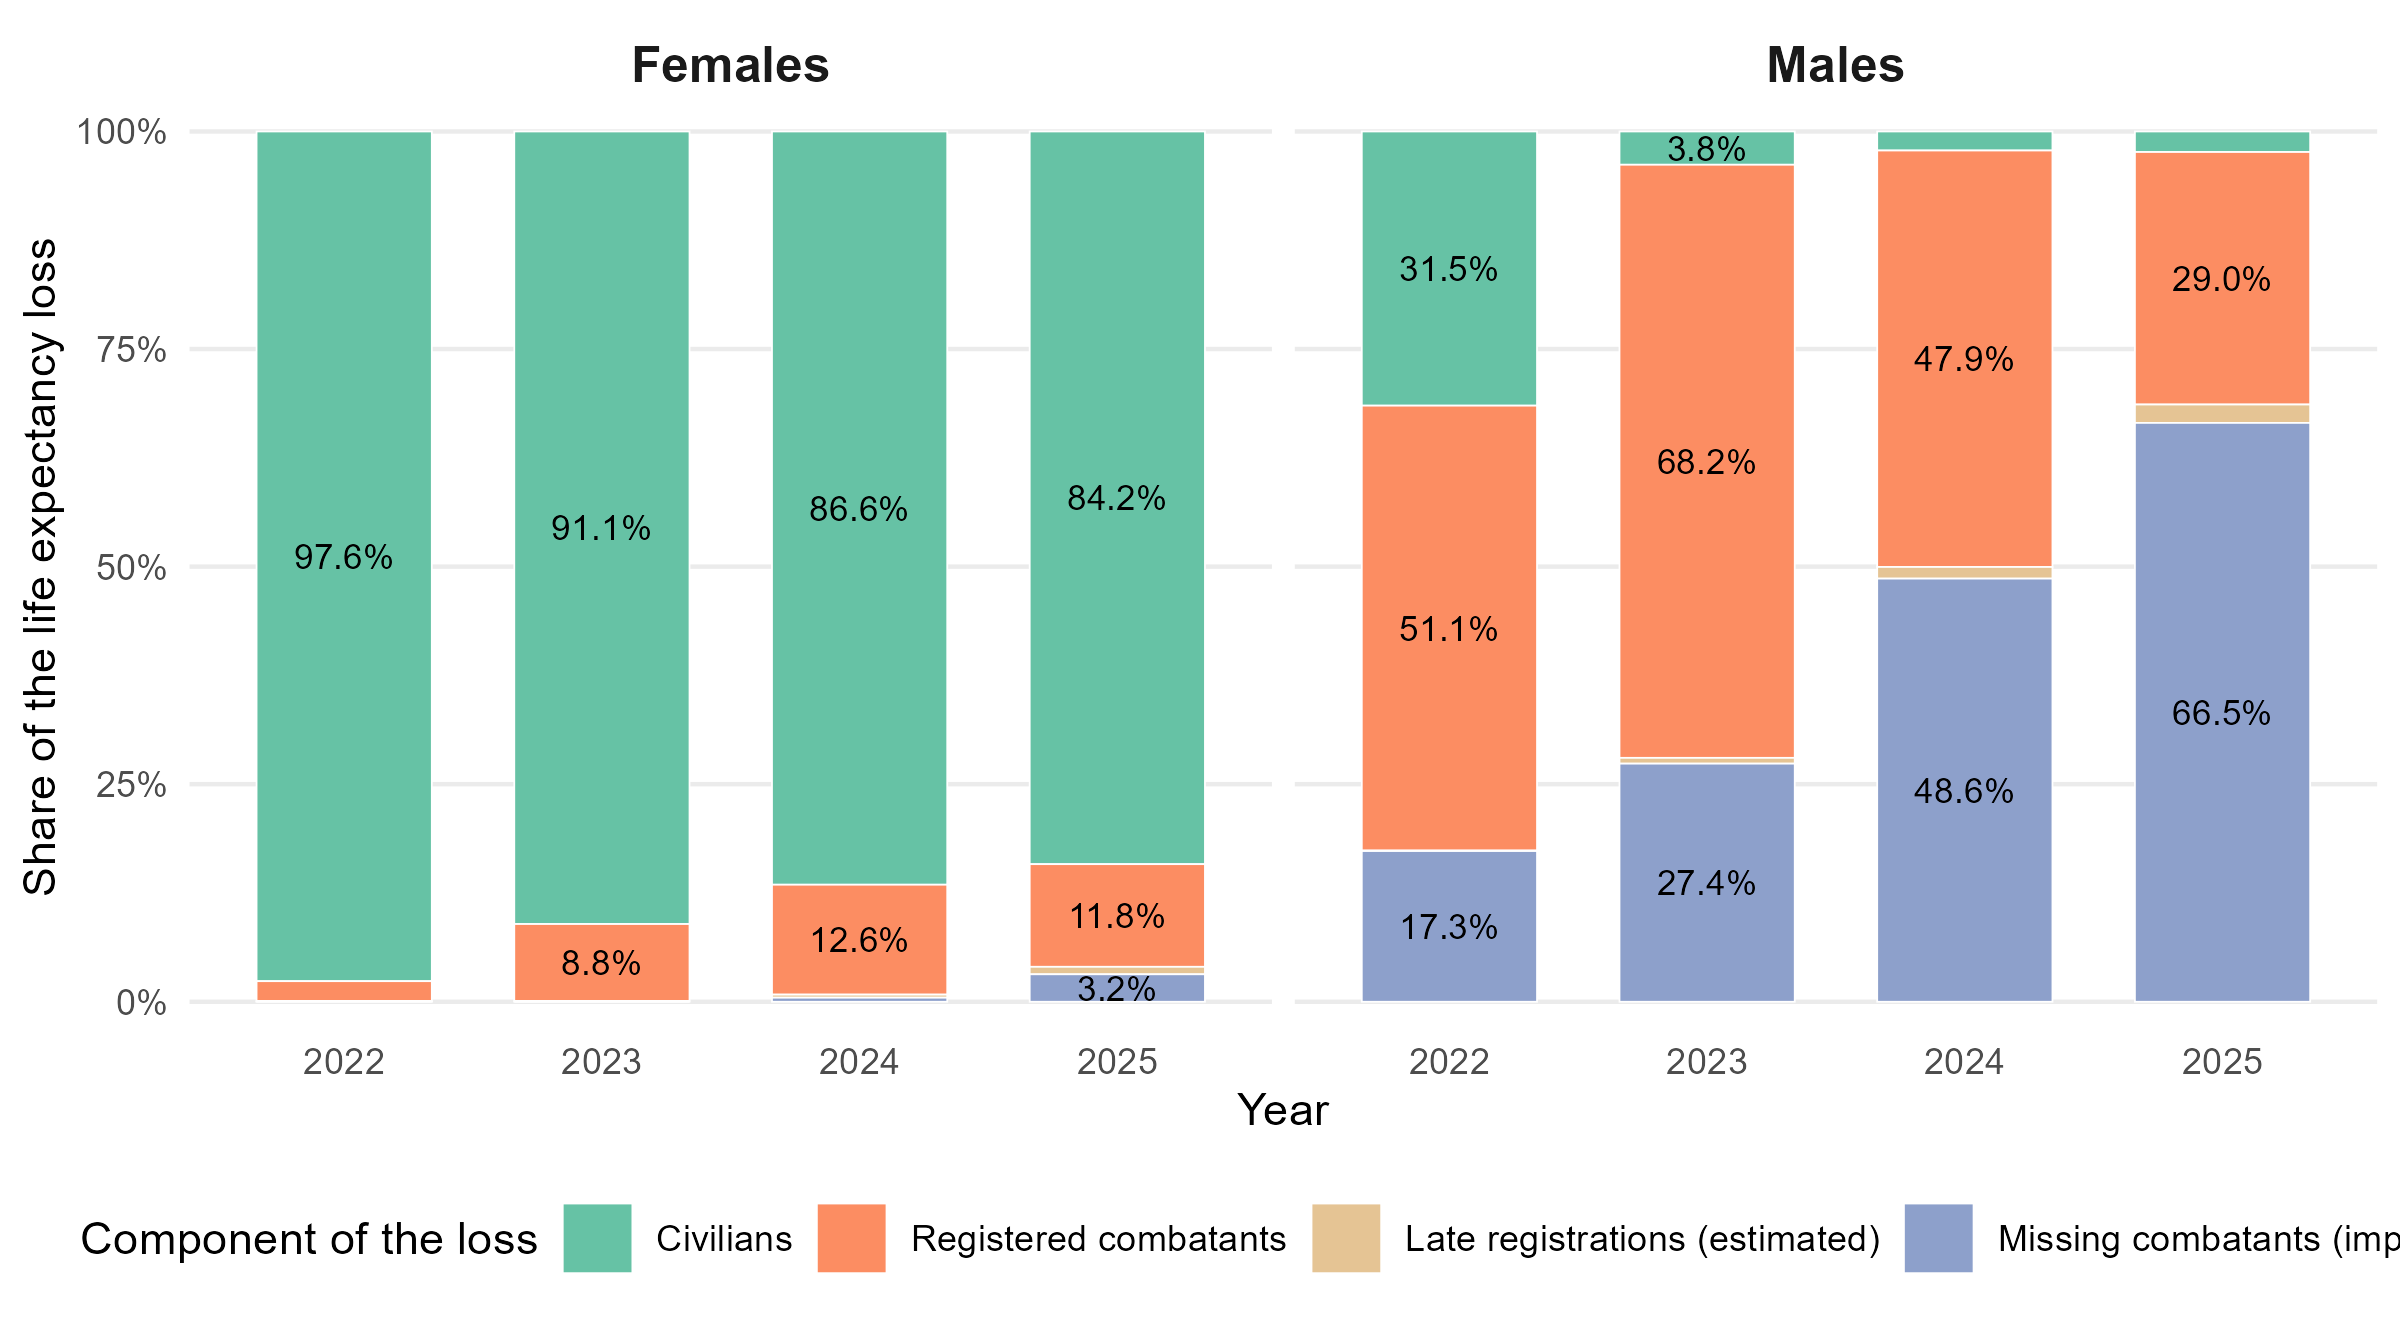 Females
Males
Share of the life expectancy loss
100%
75%
50%
25%
0%
97.6%
91.1%
8.8%
86.6%
12.6%
84.2%
11.8%
3.2%
31.5%
51.1%
17.3%
3.8%
68.2%
27.4%
47.9%
48.6%
29.0%
66.5%
2022 2023 2024 2025
2022 2023 2024 2025
Year
Component of the loss
Civilians
Registered combatants
Late registrations (estimated)
Missing combatants (imp